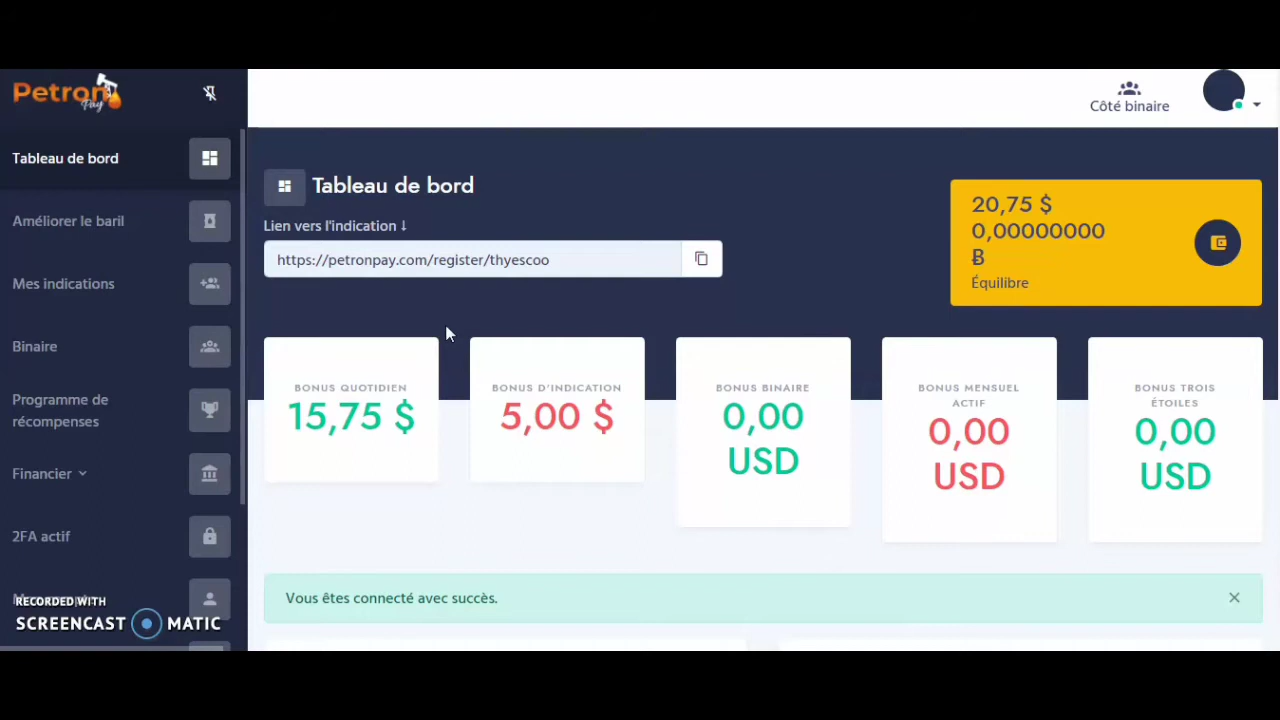 Petron
Pay
Côté binaire
Tableau de bord
Améliorer le baril
Mes indications
Binaire
Programme de
récompenses
Financier
2FA actif
RECORDED WITH
SCREENCAST MATIC
Tableau de bord
Lien vers l'indication ↓
https://petronpay.com/register/thyescoo
20,75 $
0,00000000
Ƀ
Équilibre
BONUS QUOTIDIEN
15,75 $
BONUS D'INDICATION
5,00 $
BONUS BINAIRE
0,00
USD
BONUS MENSUEL
ACTIF
0,00
USD
BONUS TROIS
ÉTOILES
0,00
USD
Vous êtes connecté avec succès.